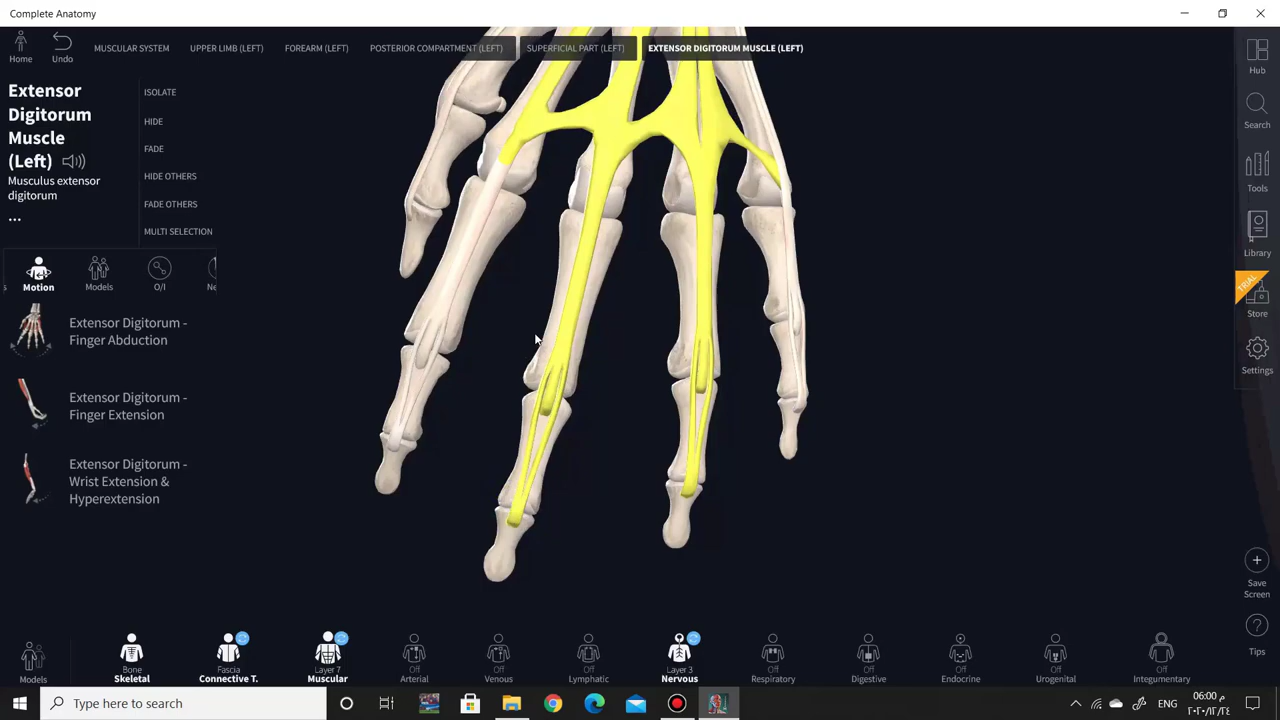 Complete Anatomy
Home
Undo
MUSCULAR SYSTEM
UPPER LIMB (LEFT)
FOREARM (LEFT)
POSTERIOR COMPARTMENT (LEFT)
SUPERFICIAL PART (LEFT)
EXTENSOR DIGITORUM MUSCLE (LEFT)
Extensor
Digitorum
Muscle
(Left)
Musculus extensor
digitorum
...
ISOLATE
HIDE
FADE
HIDE OTHERS
FADE OTHERS
MULTI SELECTION
s
Motion
Models
O/I
Ne
Extensor Digitorum -
Finger Abduction
Extensor Digitorum -
Finger Extension
Extensor Digitorum -
Wrist Extension &
Hyperextension
Hub
Search
Tools
Library
TRIAL
Store
Settings
Save
Screen
Tips
Models
Bone
Skeletal
Fascia
Connective T.
Layer 7
Muscular
Off
Arterial
Off
Venous
Off
Lymphatic
Layer 3
Nervous
Off
Respiratory
Off
Digestive
Off
Endocrine
Off
Urogenital
Off
Integumentary
Type here to search
ENG
06:00 م